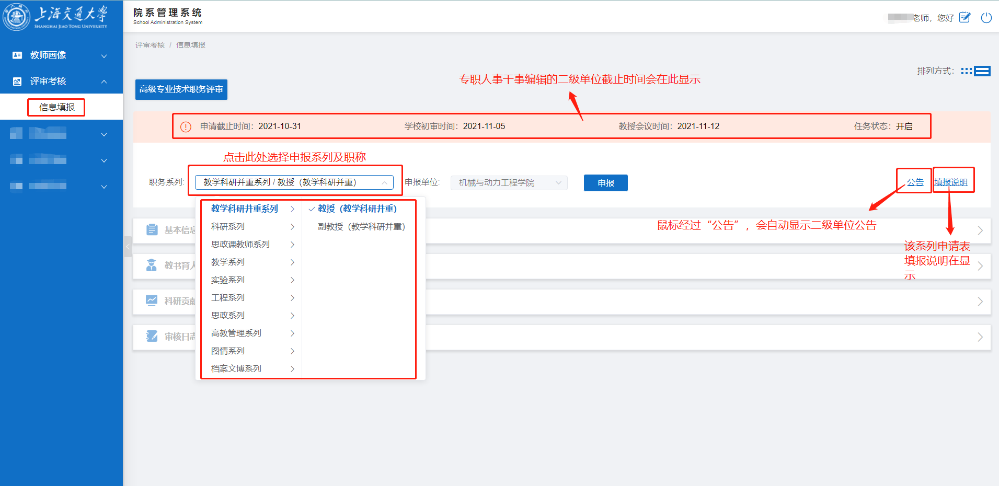 上海交通大学
SHANGHAI JIAO TONG UNIVERSITY
院系管理系统
School Administration System
老师，您好
教师画像
评审考核
信息填报
评审考核 / 信息填报
排列方式：
高级专业技术职务评审
专职人事干事编辑的二级单位截止时间会在此显示
申请截止时间：2021-10-31 学校初审时间：2021-11-05 教授会议时间：2021-11-12 任务状态：开启
点击此处选择申报系列及职称
职务系列: 教学科研并重系列 / 教授（教学科研并重） 申报单位: 机械与动力工程学院 申报 公告 填报说明
教学科研并重系列 教授（教学科研并重）
科研系列 副教授（教学科研并重）
思政课教师系列
教学系列
实验系列
工程系列
思政系列
高教管理系列
图情系列
档案文博系列
基本信息
教书育人
科研贡献
审核日志
鼠标经过“公告”，会自动显示二级单位公告
该系列申请表
填报说明在显
示